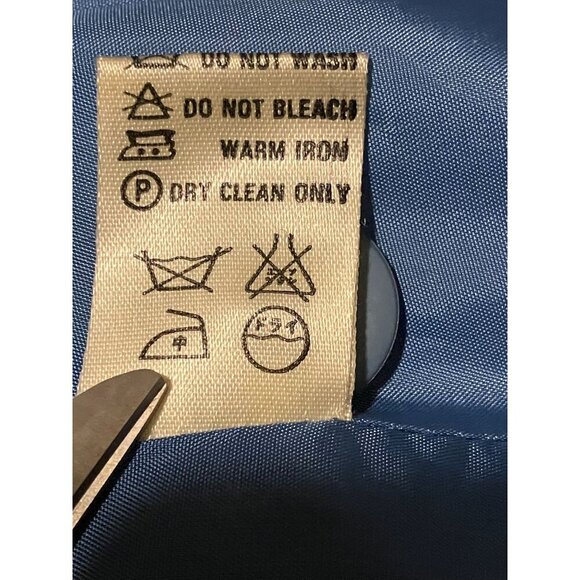 DO NOT WASH
DO NOT BLEACH
WARM IRON
P DRY CLEAN ONLY
中 ドライ